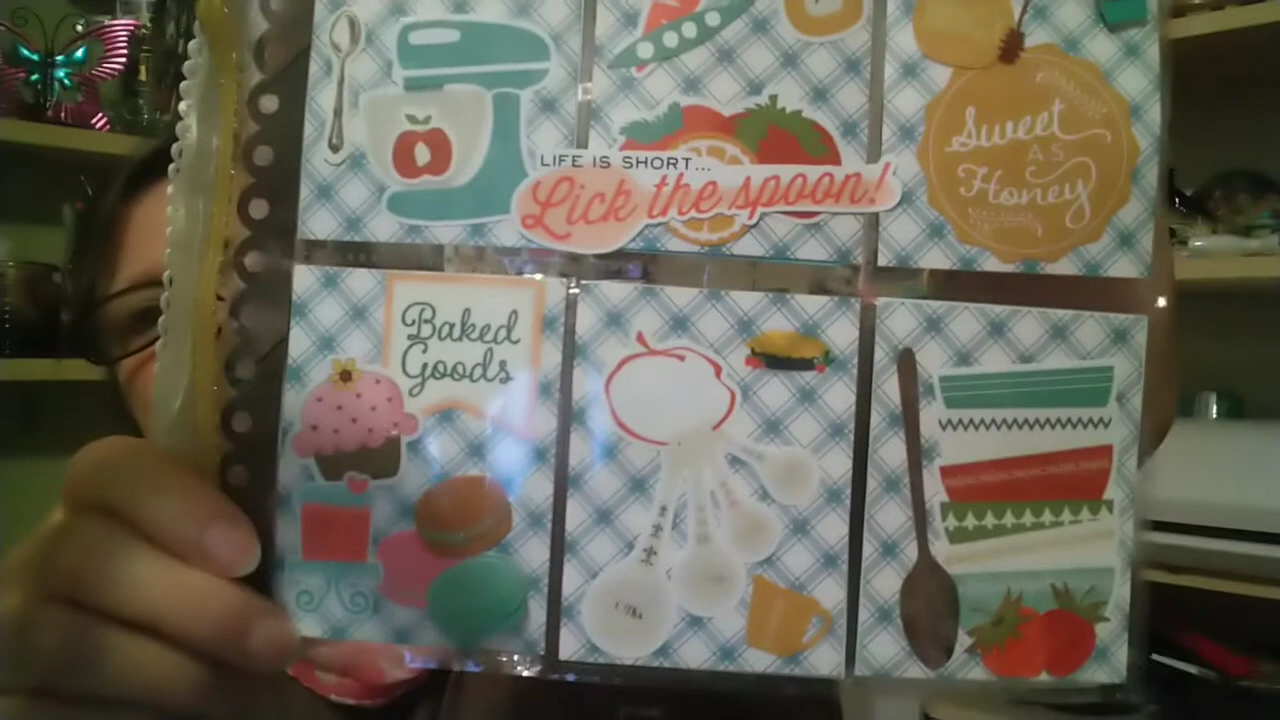 LIFE IS SHORT...
Lick the spoon!
Sweet
AS
Honey
Baked
Goods